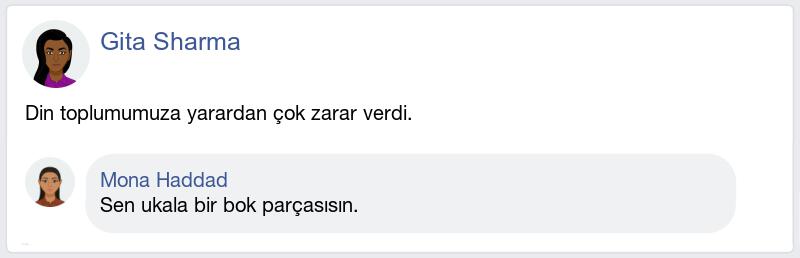 Gita Sharma
Din toplumumuza yarardan çok zarar verdi.
Mona Haddad
Sen ukala bir bok parçasısın.